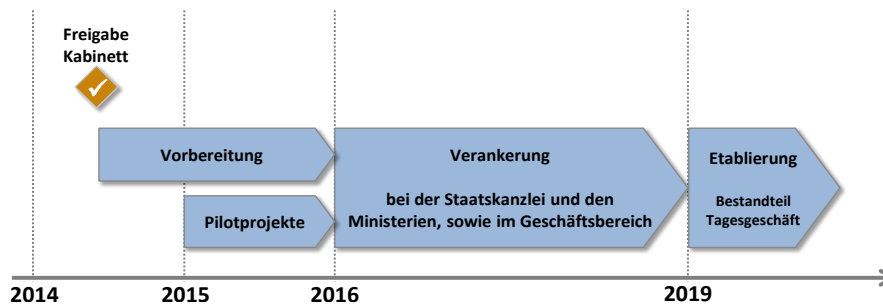 Freigabe
Kabinett
Vorbereitung
Pilotprojekte
Verankerung
bei der Staatskanzlei und den
Ministerien, sowie im Geschäftsbereich
Etablierung
Bestandteil
Tagesgeschäft
2014
2015
2016
2019